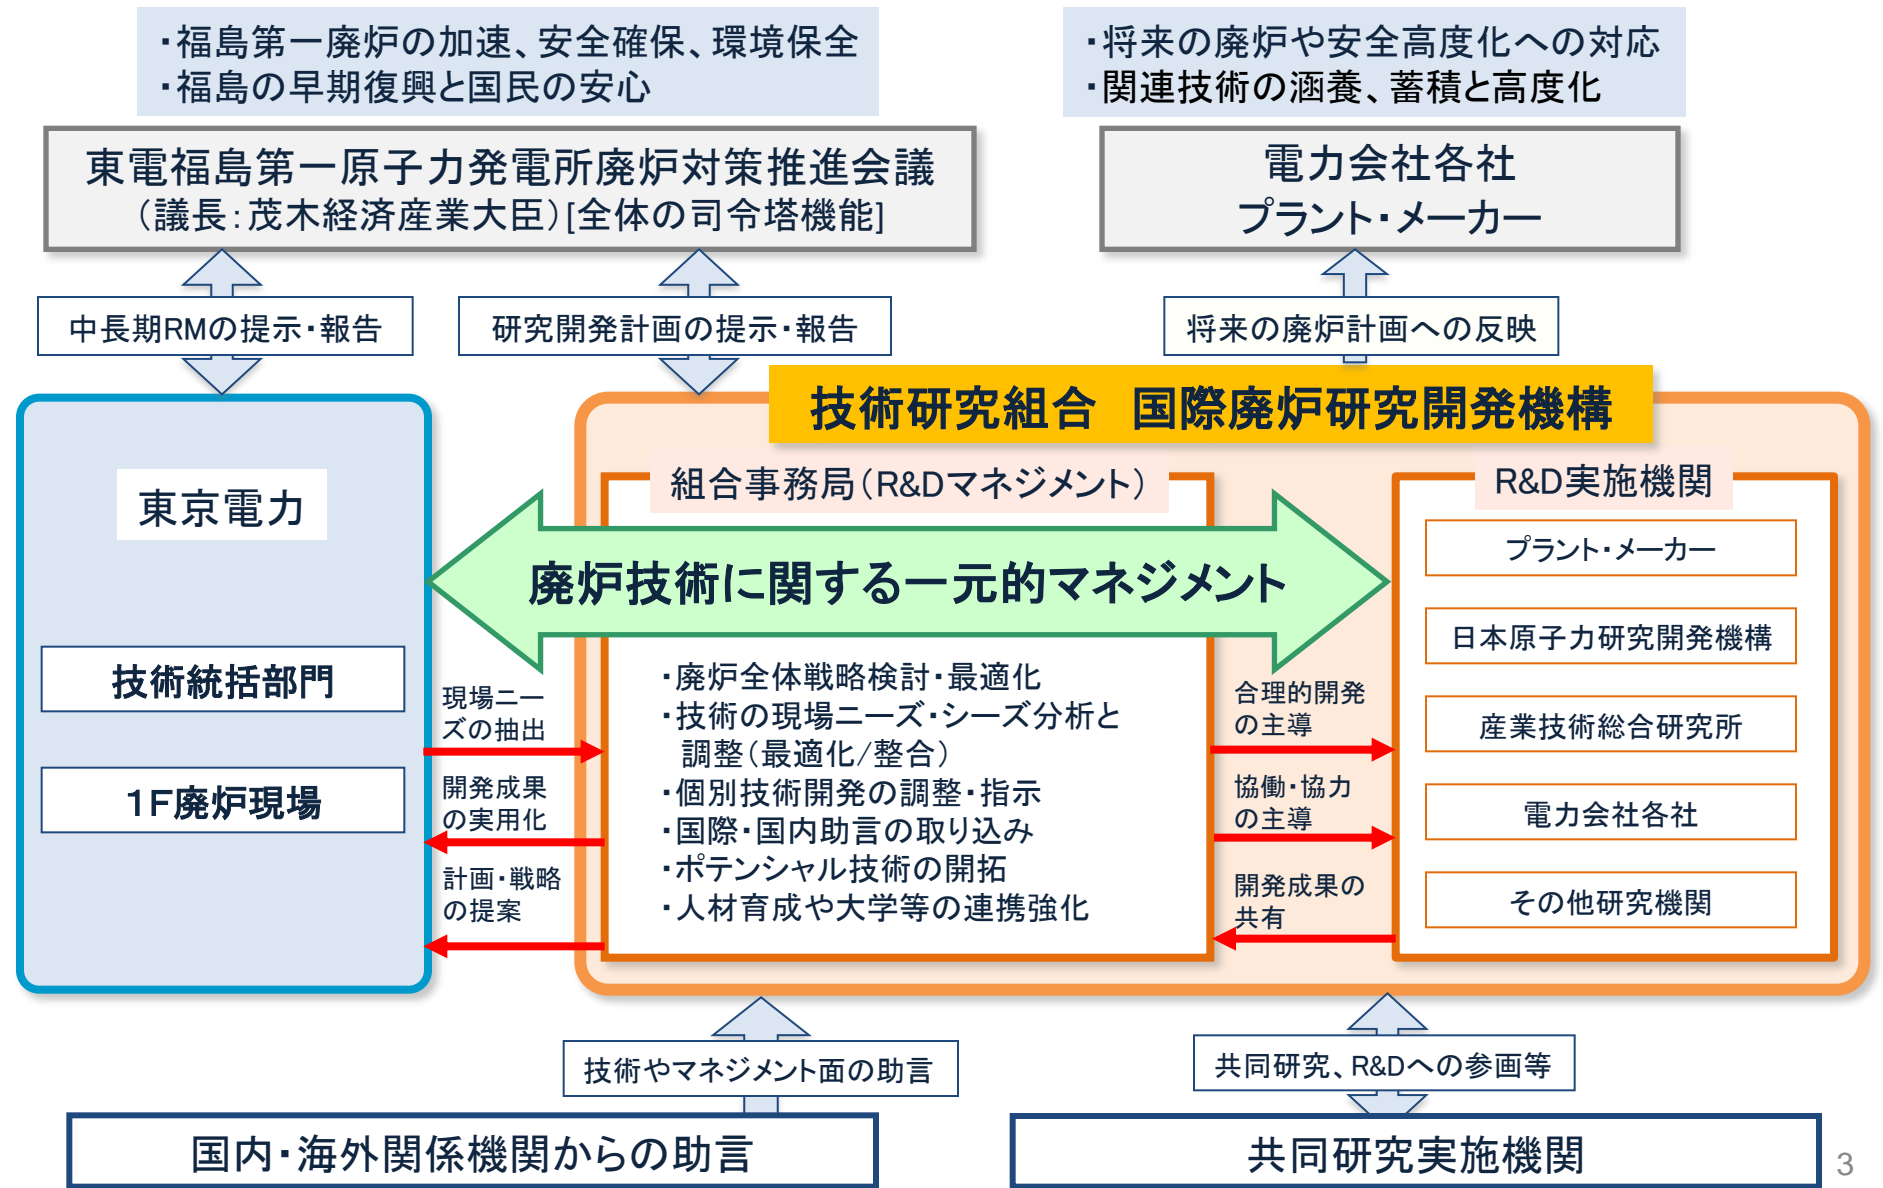 ・福島第一廃炉の加速、安全確保、環境保全
・福島の早期復興と国民の安心
・将来の廃炉や安全高度化への対応
・関連技術の涵養、蓄積と高度化
東電福島第一原子力発電所廃炉対策推進会議
（議長：茂木経済産業大臣）[全体の司令塔機能]
電力会社各社
プラント・メーカー
中長期RMの提示・報告
研究開発計画の提示・報告
将来の廃炉計画への反映
技術研究組合　国際廃炉研究開発機構
東京電力
組合事務局（R&Dマネジメント）
R&D実施機関
廃炉技術に関する一元的マネジメント
技術統括部門
1F廃炉現場
現場ニー
ズの抽出
開発成果
の実用化
計画・戦略
の提案
・廃炉全体戦略検討・最適化
・技術の現場ニーズ・シーズ分析と
調整（最適化/整合）
・個別技術開発の調整・指示
・国際・国内助言の取り込み
・ポテンシャル技術の開拓
・人材育成や大学等の連携強化
合理的開発
の主導
協働・協力
の主導
開発成果の
共有
プラント・メーカー
日本原子力研究開発機構
産業技術総合研究所
電力会社各社
その他研究機関
技術やマネジメント面の助言
共同研究、R&Dへの参画等
国内・海外関係機関からの助言
共同研究実施機関
3